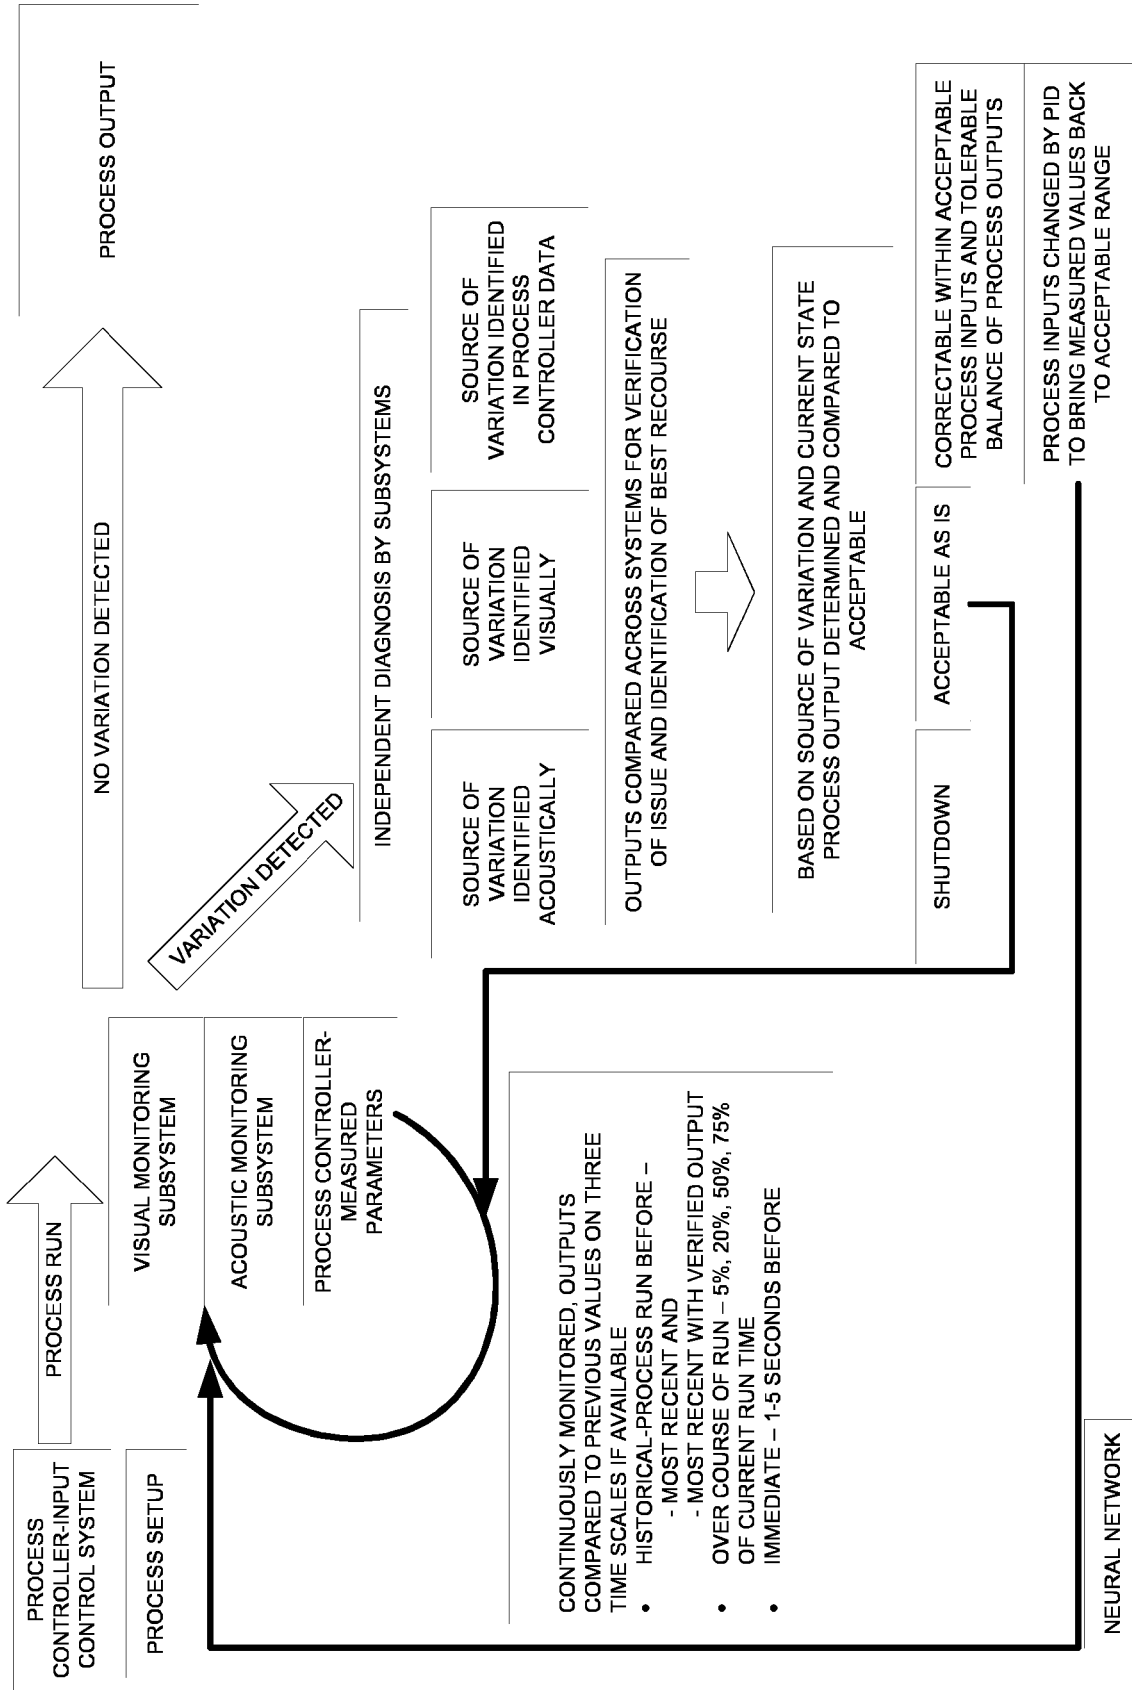 PROCESS
CONTROLLER-INPUT
CONTROL SYSTEM
PROCESS SETUP
PROCESS RUN
VISUAL MONITORING
SUBSYSTEM
ACOUSTIC MONITORING
SUBSYSTEM
PROCESS CONTROLLER-
MEASURED
PARAMETERS
NO VARIATION DETECTED
PROCESS OUTPUT
VARIATION DETECTED
INDEPENDENT DIAGNOSIS BY SUBSYSTEMS
SOURCE OF
VARIATION
IDENTIFIED
ACOUSTICALLY
SOURCE OF
VARIATION
IDENTIFIED
VISUALLY
SOURCE OF
VARIATION IDENTIFIED
IN PROCESS
CONTROLLER DATA
OUTPUTS COMPARED ACROSS SYSTEMS FOR VERIFICATION
OF ISSUE AND IDENTIFICATION OF BEST RECOURSE
BASED ON SOURCE OF VARIATION AND CURRENT STATE
PROCESS OUTPUT DETERMINED AND COMPARED TO
ACCEPTABLE
SHUTDOWN
ACCEPTABLE AS IS
CORRECTABLE WITHIN ACCEPTABLE
PROCESS INPUTS AND TOLERABLE
BALANCE OF PROCESS OUTPUTS
PROCESS INPUTS CHANGED BY PID
TO BRING MEASURED VALUES BACK
TO ACCEPTABLE RANGE
CONTINUOUSLY MONITORED, OUTPUTS
COMPARED TO PREVIOUS VALUES ON THREE
TIME SCALES IF AVAILABLE
• HISTORICAL-PROCESS RUN BEFORE –
- MOST RECENT AND
- MOST RECENT WITH VERIFIED OUTPUT
• OVER COURSE OF RUN – 5%, 20%, 50%, 75%
OF CURRENT RUN TIME
• IMMEDIATE – 1-5 SECONDS BEFORE
NEURAL NETWORK